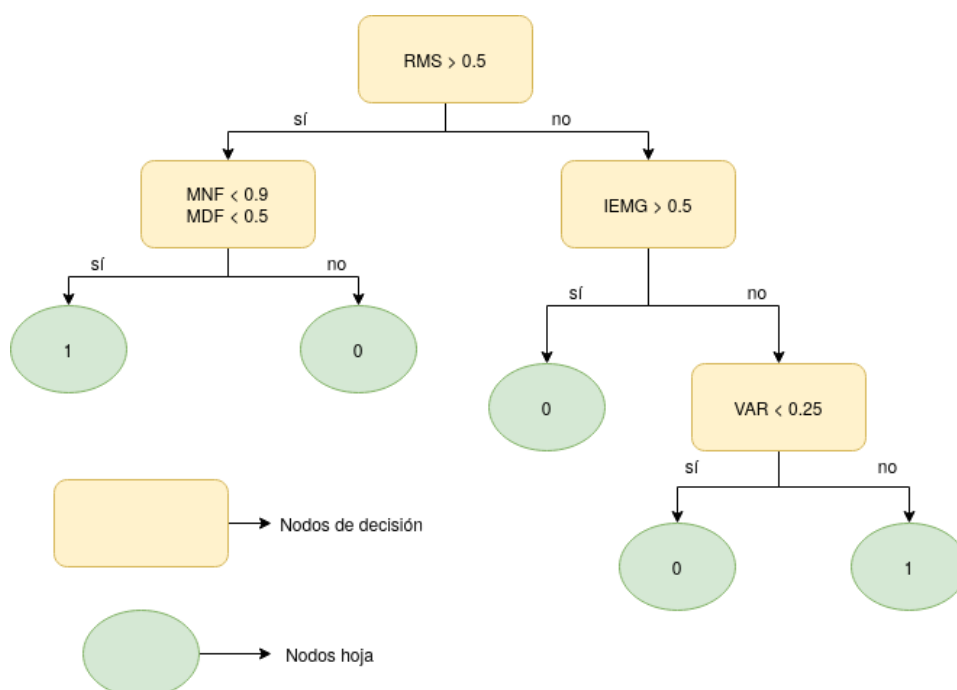 RMS > 0.5
sí
no
MNF < 0.9
MDF < 0.5
IEMG > 0.5
sí
no
sí
no
1
0
0
VAR < 0.25
sí
no
Nodos de decisión
0
1
Nodos hoja